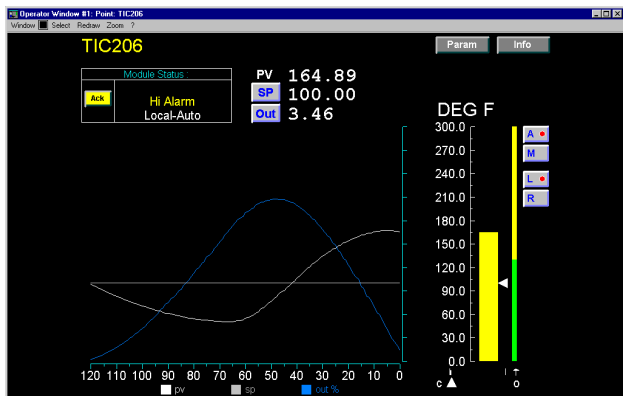 Operator Window #1: Point: TIC206
Window Select Redraw Zoom ?
TIC206
Param Info
Module Status :
Ack
Hi Alarm
Local-Auto
PV 164.89
SP 100.00
Out 3.46
DEG F
300.0
270.0
240.0
210.0
180.0
150.0
120.0
90.0
60.0
30.0
0.0
A
M
L
R
120 110 100 90 80 70 60 50 40 30 20 10 0
pv sp out %
C O